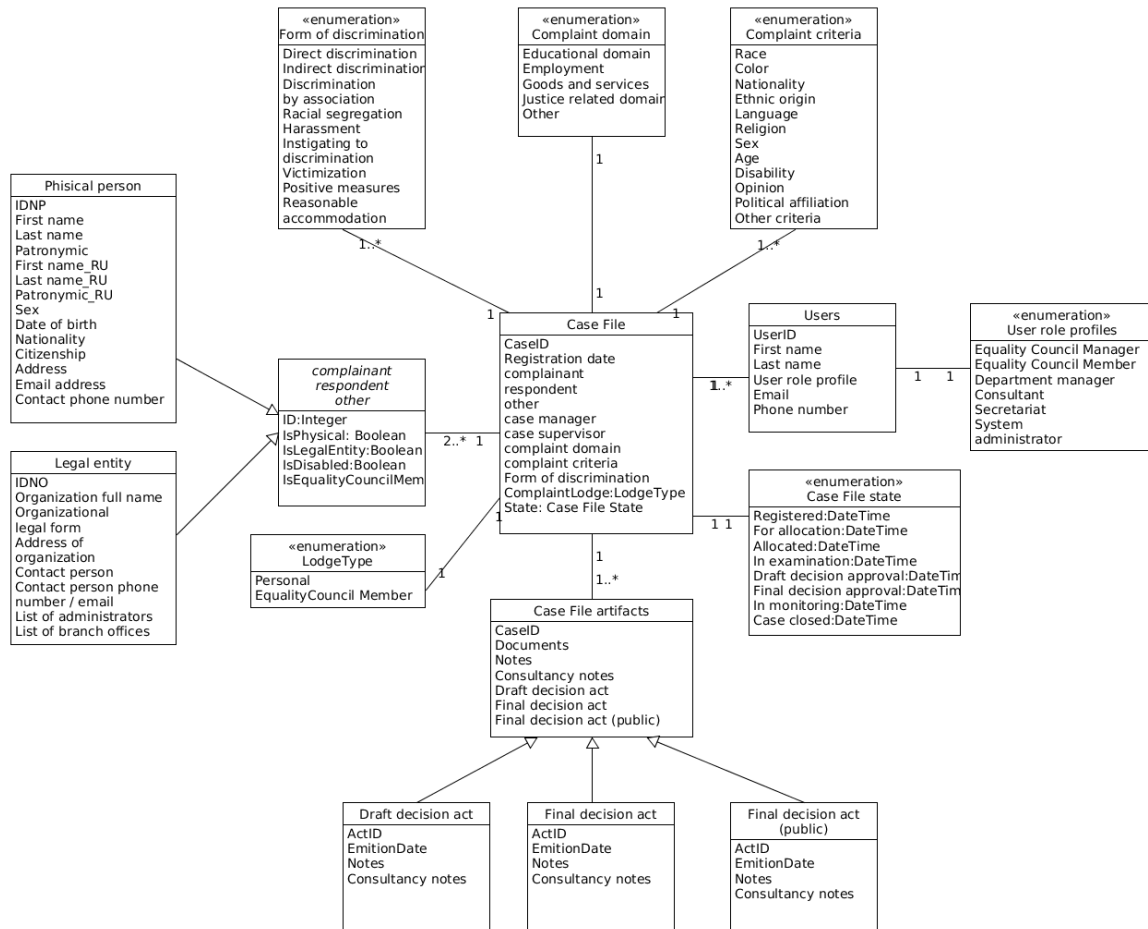 «enumeration»
Form of discrimination
Direct discrimination
Indirect discrimination
Discrimination
by association
Racial segregation
Harassment
Instigating to
discrimination
Victimization
Positive measures
Reasonable
accommodation
«enumeration»
Complaint domain
Educational domain
Employment
Goods and services
Justice related domain
Other
«enumeration»
Complaint criteria
Race
Color
Nationality
Ethnic origin
Language
Religion
Sex
Age
Disability
Opinion
Political affiliation
Other criteria
1..*
1
1
1
1..*
1
Phisical person
IDNP
First name
Last name
Patronymic
First name_RU
Last name_RU
Patronymic_RU
Sex
Date of birth
Nationality
Citizenship
Address
Email address
Contact phone number
complainant
respondent
other
ID:Integer
IsPhysical: Boolean
IsLegalEntity:Boolean
IsDisabled:Boolean
IsEqualityCouncilMem
2..*
1
Case File
CaseID
Registration date
complainant
respondent
other
case manager
case supervisor
complaint domain
complaint criteria
Form of discrimination
ComplaintLodge:LodgeType
State: Case File State
1
1..*
Users
UserID
First name
Last name
User role profile
Email
Phone number
1
1
«enumeration»
User role profiles
Equality Council Manager
Equality Council Member
Department manager
Consultant
Secretariat
System
administrator
Legal entity
IDNO
Organization full name
Organizational
legal form
Address of
organization
Contact person
Contact person phone
number / email
List of administrators
List of branch offices
«enumeration»
LodgeType
Personal
EqualityCouncil Member
1
1
1
1
«enumeration»
Case File state
Registered:DateTime
For allocation:DateTime
Allocated:DateTime
In examination:DateTime
Draft decision approval:DateTim
Final decision approval:DateTim
In monitoring:DateTime
Case closed:DateTime
1
1..*
Case File artifacts
CaseID
Documents
Notes
Consultancy notes
Draft decision act
Final decision act
Final decision act (public)
Draft decision act
ActID
EmitionDate
Notes
Consultancy notes
Final decision act
ActID
EmitionDate
Notes
Consultancy notes
Final decision act
(public)
ActID
EmitionDate
Notes
Consultancy notes